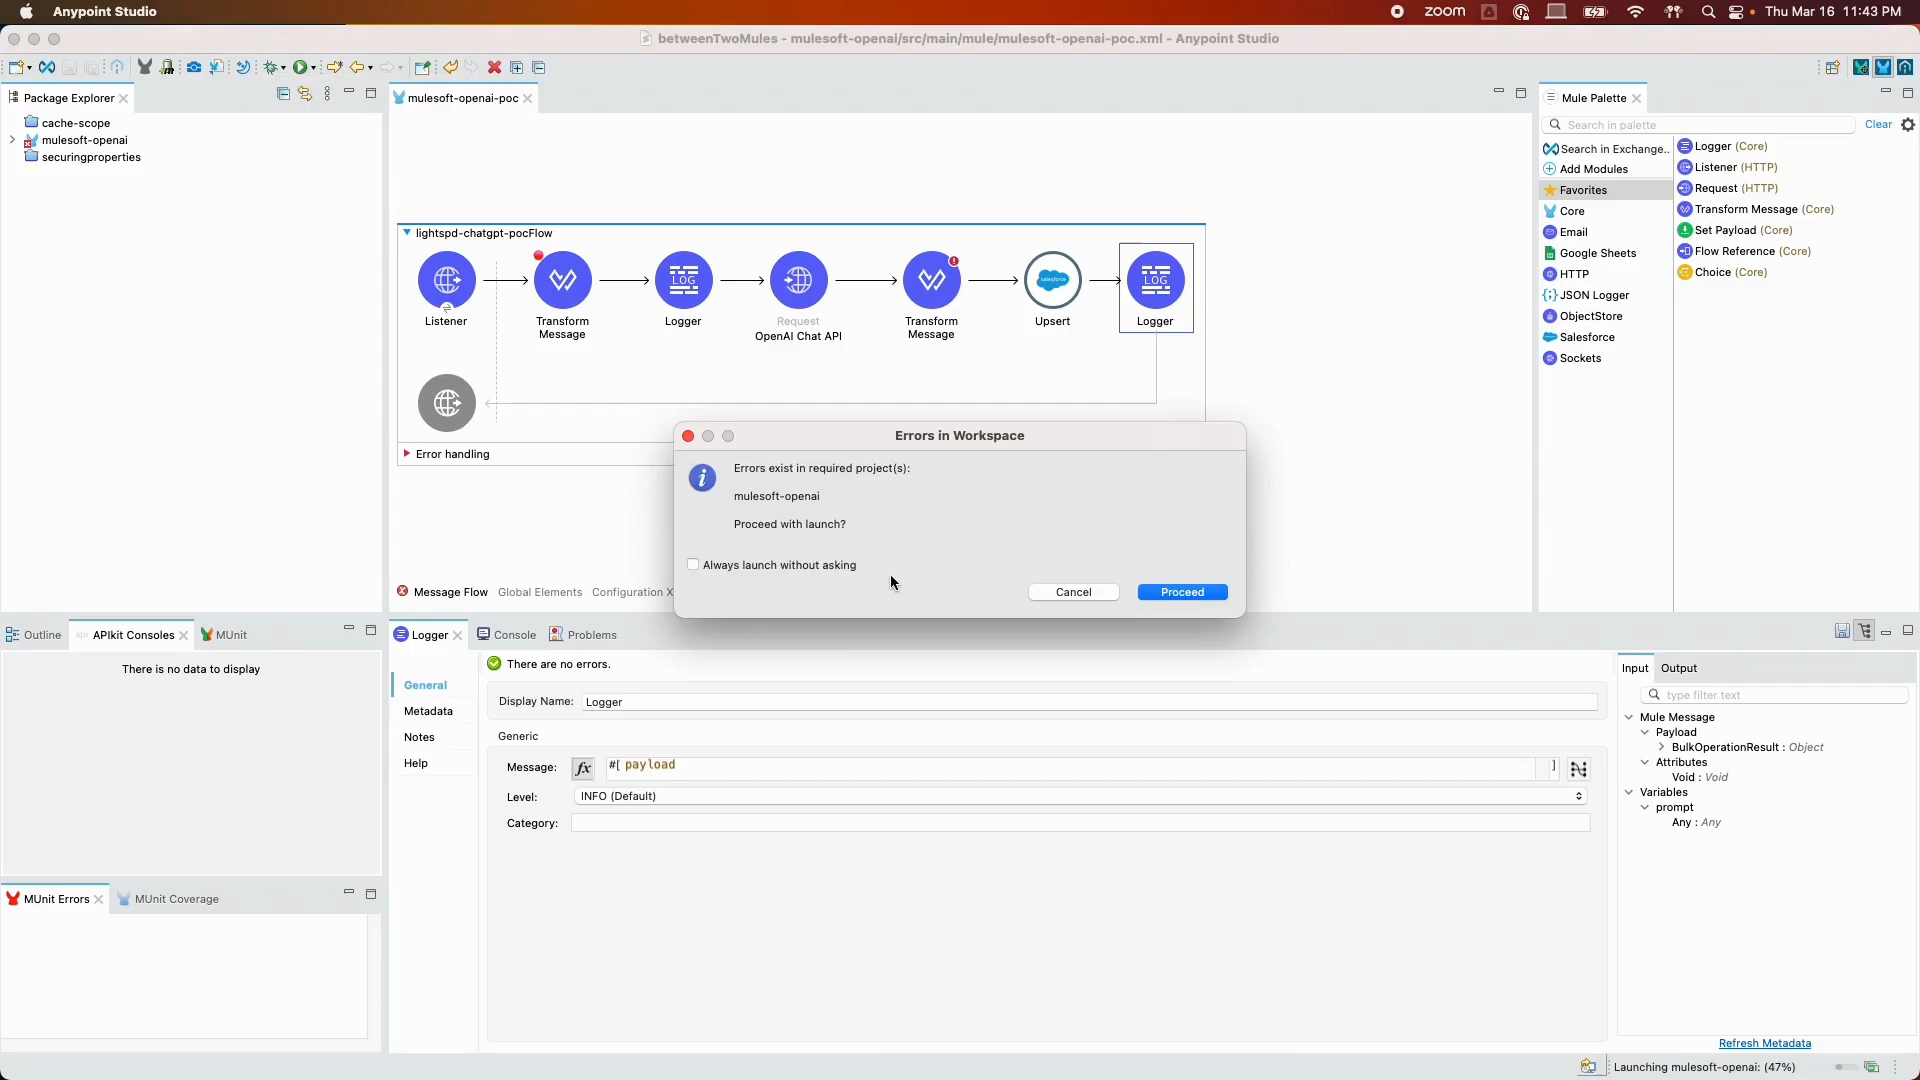 Anypoint Studio
zoom
Thu Mar 16 11:43 PM
betweenTwoMules - mulesoft-openai/src/main/mule/mulesoft-openai-poc.xml - Anypoint Studio
Package Explorer
cache-scope
mulesoft-openai
securingproperties
mulesoft-openai-poc
lightspd-chatgpt-pocFlow
LOG
LOG
salesforce
Listener
Transform
Message
Logger
Request
OpenAI Chat API
Transform
Message
Upsert
Logger
Error handling
Errors in Workspace
Errors exist in required project(s):
mulesoft-openai
Proceed with launch?
Always launch without asking
Cancel
Proceed
Message Flow
Global Elements
Configuration X
Mule Palette
Search in palette
Clear
Search in Exchange..
Add Modules
Favorites
Core
Email
Google Sheets
HTTP
JSON Logger
ObjectStore
Salesforce
Sockets
Logger (Core)
Listener (HTTP)
Request (HTTP)
Transform Message (Core)
Set Payload (Core)
Flow Reference (Core)
Choice (Core)
Outline
api APIkit Consoles
MUnit
There is no data to display
MUnit Errors
MUnit Coverage
Logger
Console
Problems
There are no errors.
General
Metadata
Notes
Help
Display Name: Logger
Generic
Message: fx #[ payload ]
Level: INFO (Default)
Category:
Input
Output
type filter text
Mule Message
Payload
BulkOperationResult : Object
Attributes
Void : Void
Variables
prompt
Any : Any
Refresh Metadata
Launching mulesoft-openai: (47%)